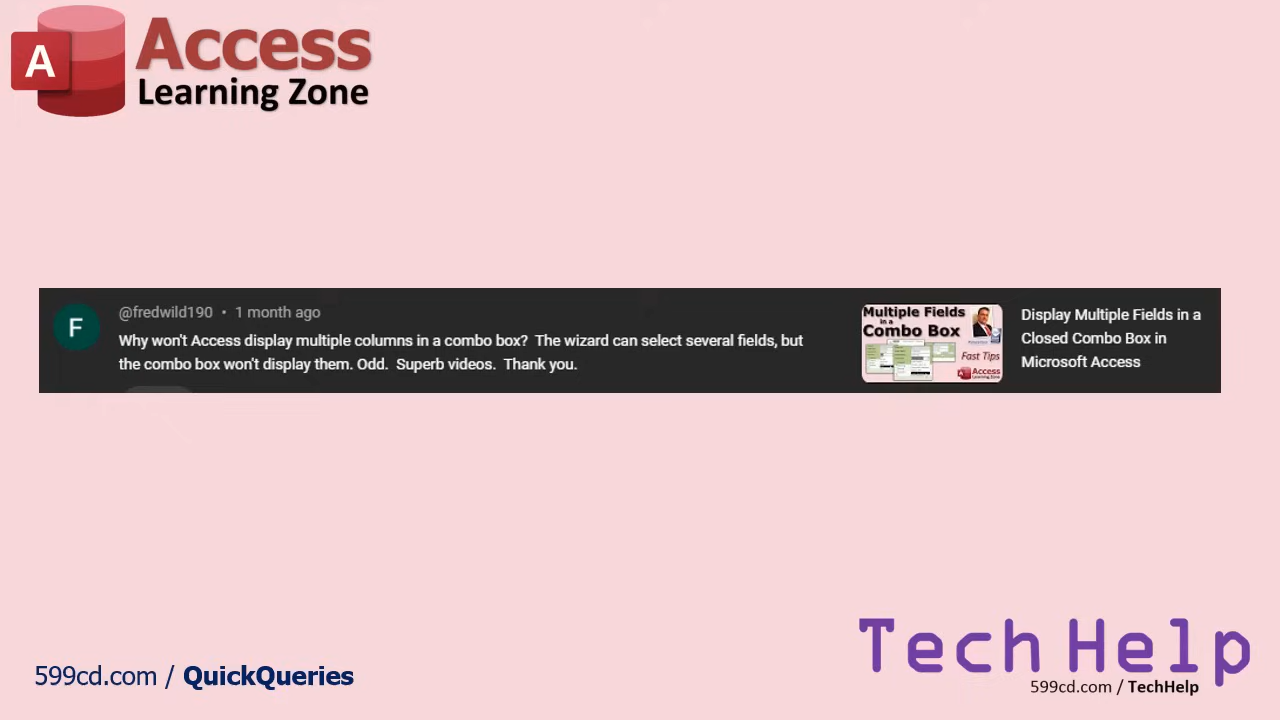 A
Access
Learning Zone
F
@fredwild190 • 1 month ago
Why won't Access display multiple columns in a combo box?  The wizard can select several fields, but
the combo box won't display them. Odd.  Superb videos.  Thank you.
Multiple Fields
in a
Combo Box
Fast Tips
Access
Display Multiple Fields in a
Closed Combo Box in
Microsoft Access
599cd.com / QuickQueries
Tech Help
599cd.com / TechHelp